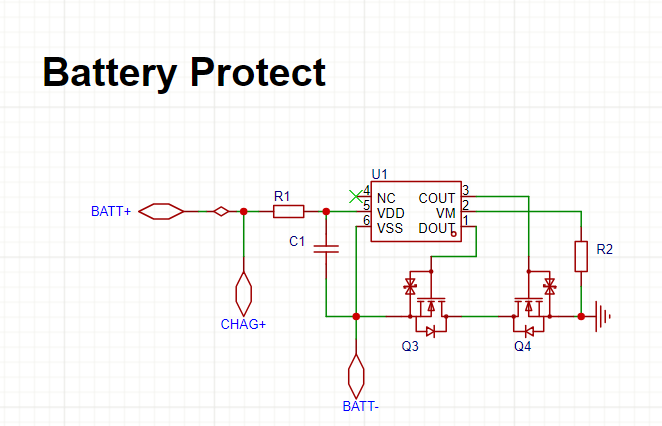 Battery Protect
U1
4 NC COUT 3
BATT+ R1 5 VDD VM 2
6 VSS DOUT 1
C1 R2
CHAG+ Q3 Q4
BATT-